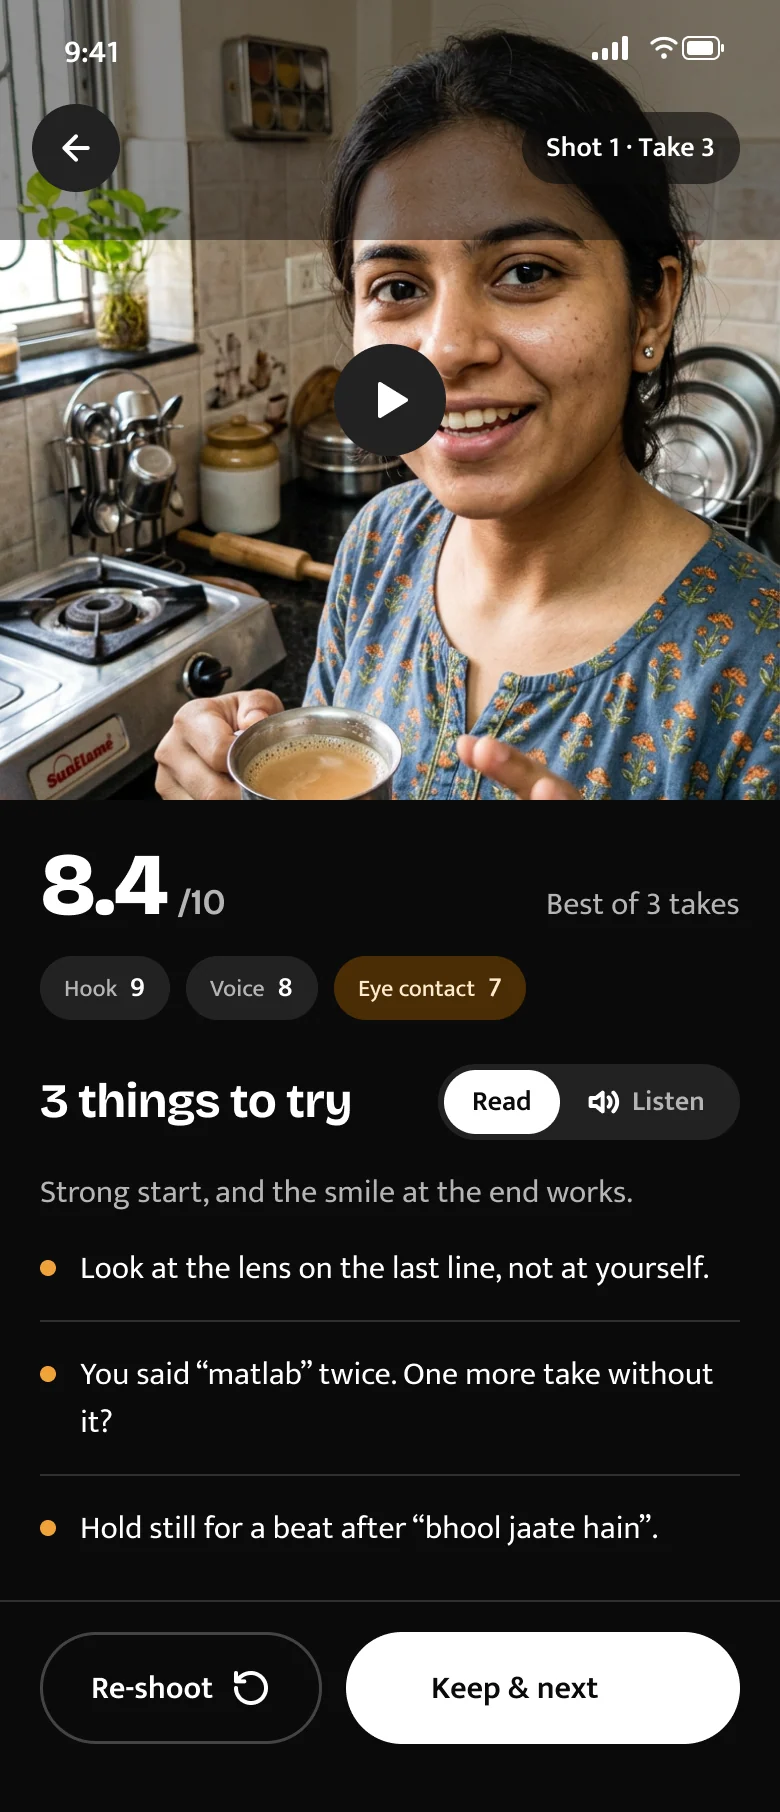 9:41
Shot 1 · Take 3
SunFlame
8.4 /10
Best of 3 takes
Hook 9
Voice 8
Eye contact 7
3 things to try
Read
Listen
Strong start, and the smile at the end works.
Look at the lens on the last line, not at yourself.
You said “matlab” twice. One more take without
it?
Hold still for a beat after “bhool jaate hain”.
Re-shoot
Keep & next